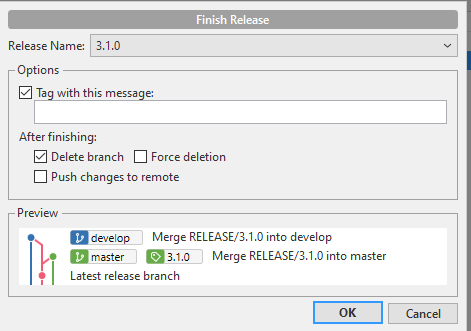 Finish Release
Release Name: 3.1.0
Options
Tag with this message:
After finishing:
Delete branch Force deletion
Push changes to remote
Preview
develop Merge RELEASE/3.1.0 into develop
master 3.1.0 Merge RELEASE/3.1.0 into master
Latest release branch
OK Cancel